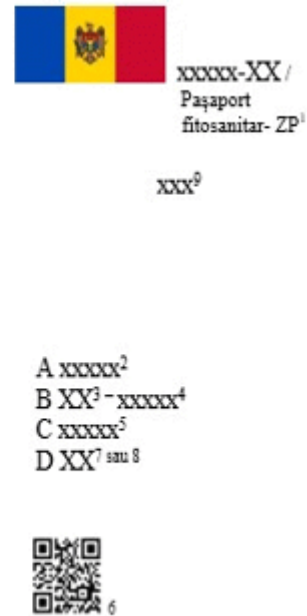 xxxxx-XX /
Paşaport
fitosanitar- ZP¹
xxx⁹
A xxxxx²
B XX³ – xxxxx⁴
C xxxxx⁵
D XX⁷ sau ⁸
6